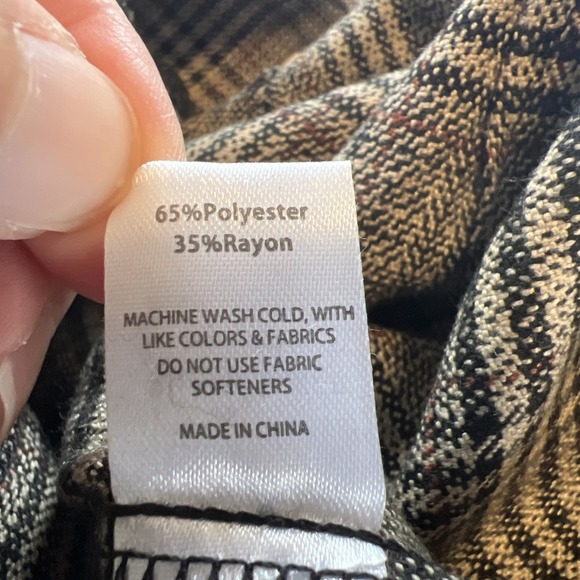 65%Polyester
35%Rayon
MACHINE WASH COLD, WITH
LIKE COLORS & FABRICS
DO NOT USE FABRIC
SOFTENERS
MADE IN CHINA